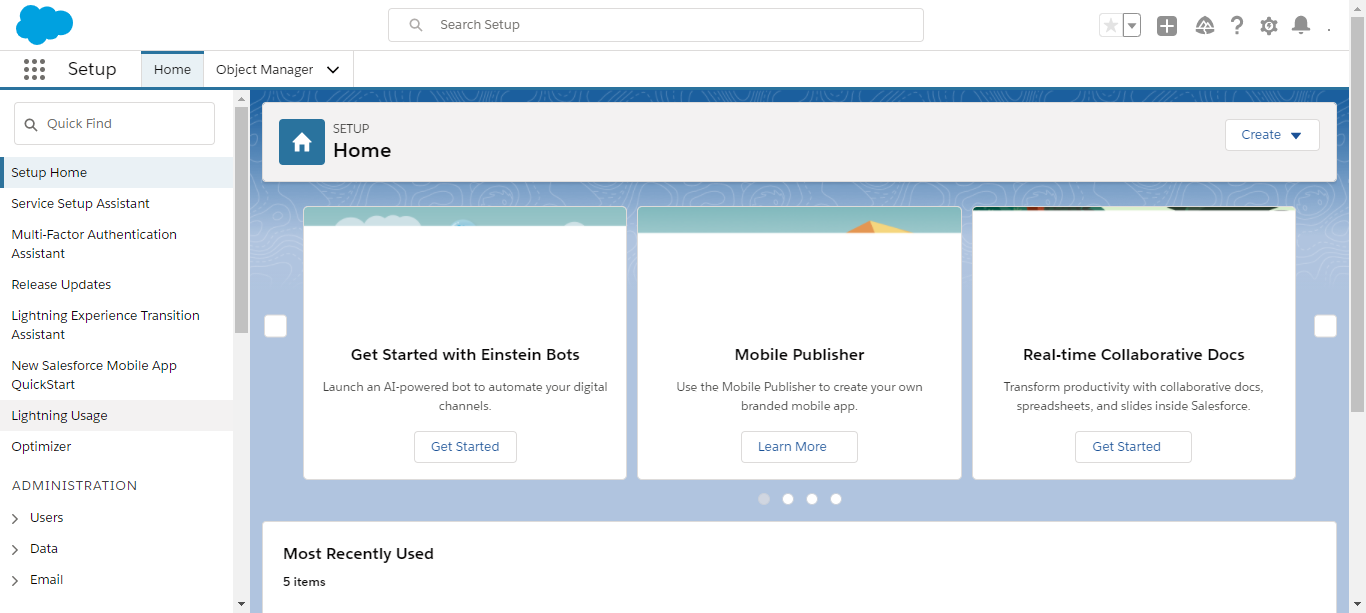 Search Setup
.
Setup
Home
Object Manager
Quick Find
Setup Home
Service Setup Assistant
Multi-Factor Authentication
Assistant
Release Updates
Lightning Experience Transition
Assistant
New Salesforce Mobile App
QuickStart
Lightning Usage
Optimizer
ADMINISTRATION
Users
Data
Email
SETUP
Home
Create
Get Started with Einstein Bots
Launch an AI-powered bot to automate your digital
channels.
Get Started
Mobile Publisher
Use the Mobile Publisher to create your own
branded mobile app.
Learn More
Real-time Collaborative Docs
Transform productivity with collaborative docs,
spreadsheets, and slides inside Salesforce.
Get Started
Most Recently Used
5 items